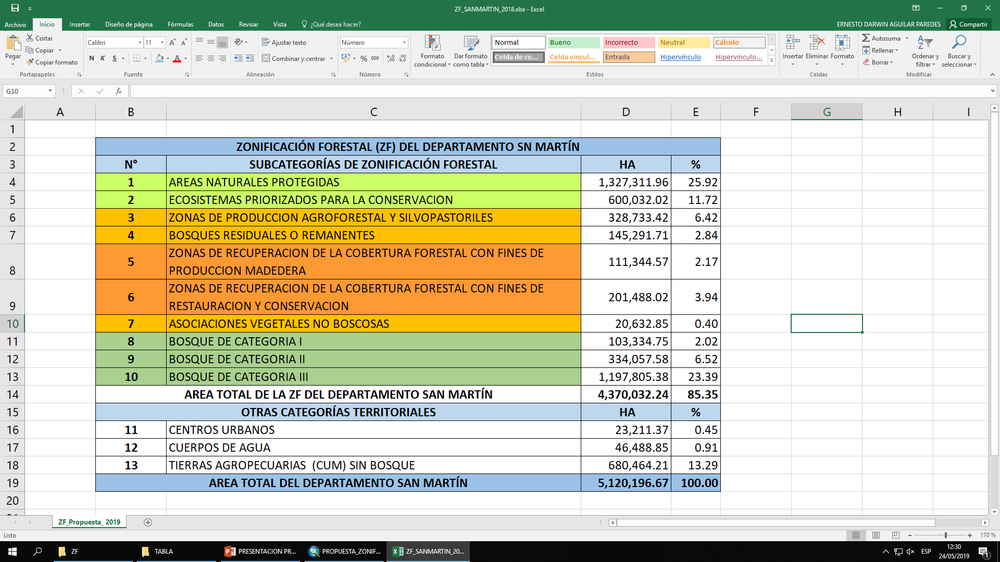 ZF_SANMARTIN_2018.xlsx - Excel
Archivo Inicio Insertar Diseño de página Fórmulas Datos Revisar Vista ¿Qué desea hacer? ERNESTO DARWIN AGUILAR PAREDES Compartir
Pegar
Cortar
Copiar
Copiar formato
Portapapeles
Calibri 11
N K S
Fuente
Ajustar texto
Combinar y centrar
Alineación
Número
% 000
Número
Formato condicional
Dar formato como tabla
Normal Bueno Incorrecto Neutral Cálculo
Celda de co... Celda vincul... Entrada Hipervínculo Hipervínculo...
Estilos
Insertar Eliminar Formato
Celdas
Autosuma
Rellenar
Borrar
Ordenar y filtrar
Buscar y seleccionar
Modificar
G10 fx
A B C D E F G H I
1
2 ZONIFICACIÓN FORESTAL (ZF) DEL DEPARTAMENTO SN MARTÍN
3 N° SUBCATEGORÍAS DE ZONIFICACIÓN FORESTAL HA %
4 1 AREAS NATURALES PROTEGIDAS 1,327,311.96 25.92
5 2 ECOSISTEMAS PRIORIZADOS PARA LA CONSERVACION 600,032.02 11.72
6 3 ZONAS DE PRODUCCION AGROFORESTAL Y SILVOPASTORILES 328,733.42 6.42
7 4 BOSQUES RESIDUALES O REMANENTES 145,291.71 2.84
8 5 ZONAS DE RECUPERACION DE LA COBERTURA FORESTAL CON FINES DE
PRODUCCION MADEDERA 111,344.57 2.17
9 6 ZONAS DE RECUPERACION DE LA COBERTURA FORESTAL CON FINES DE
RESTAURACION Y CONSERVACION 201,488.02 3.94
10 7 ASOCIACIONES VEGETALES NO BOSCOSAS 20,632.85 0.40
11 8 BOSQUE DE CATEGORIA I 103,334.75 2.02
12 9 BOSQUE DE CATEGORIA II 334,057.58 6.52
13 10 BOSQUE DE CATEGORIA III 1,197,805.38 23.39
14 AREA TOTAL DE LA ZF DEL DEPARTAMENTO SAN MARTÍN 4,370,032.24 85.35
15 OTRAS CATEGORÍAS TERRITORIALES HA %
16 11 CENTROS URBANOS 23,211.37 0.45
17 12 CUERPOS DE AGUA 46,488.85 0.91
18 13 TIERRAS AGROPECUARIAS (CUM) SIN BOSQUE 680,464.21 13.29
19 AREA TOTAL DEL DEPARTAMENTO SAN MARTÍN 5,120,196.67 100.00
20
ZF_Propuesta_ 2019
Listo 170 %
ZF TABLA PRESENTACION PR... PROPUESTA_ZONIF... ZF_SANMARTIN_20... ESP 12:30
24/05/2019 1